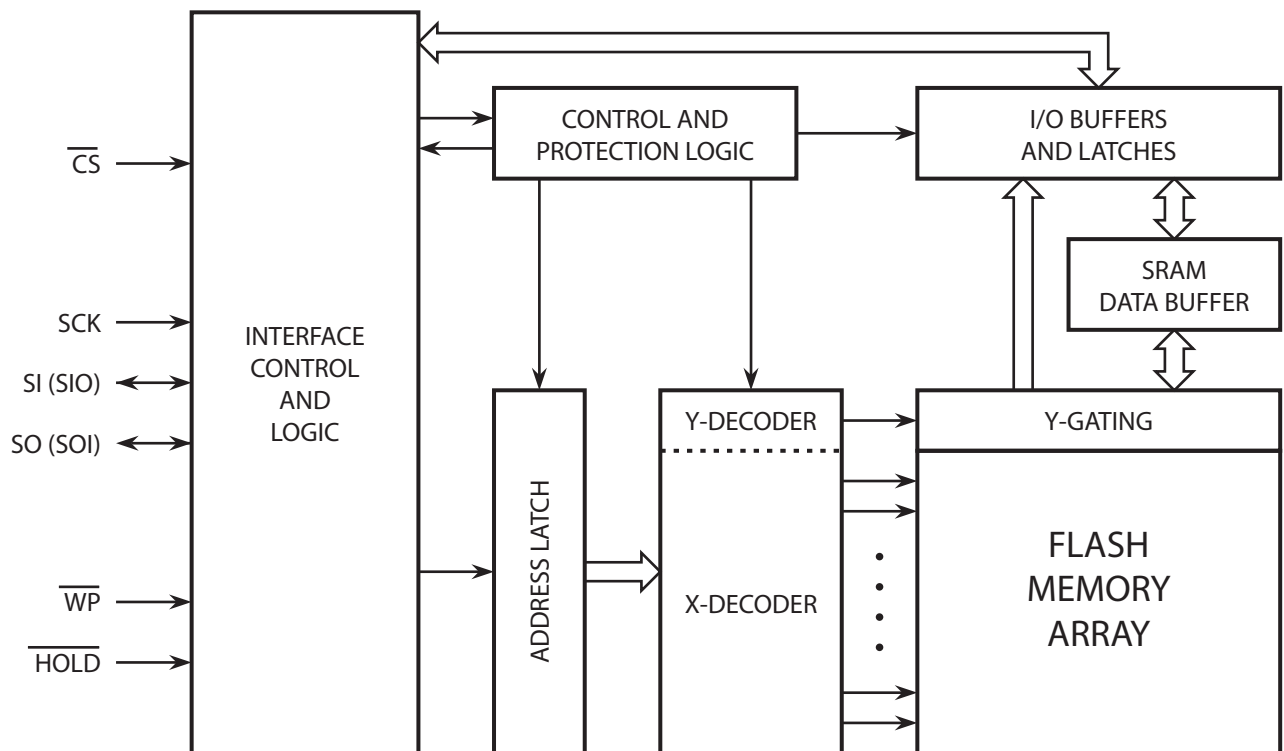 CS
SCK
SI (SIO)
SO (SOI)
WP
HOLD
INTERFACE
CONTROL
AND
LOGIC
CONTROL AND
PROTECTION LOGIC
I/O BUFFERS
AND LATCHES
SRAM
DATA BUFFER
ADDRESS LATCH
Y-DECODER
X-DECODER
Y-GATING
FLASH
MEMORY
ARRAY